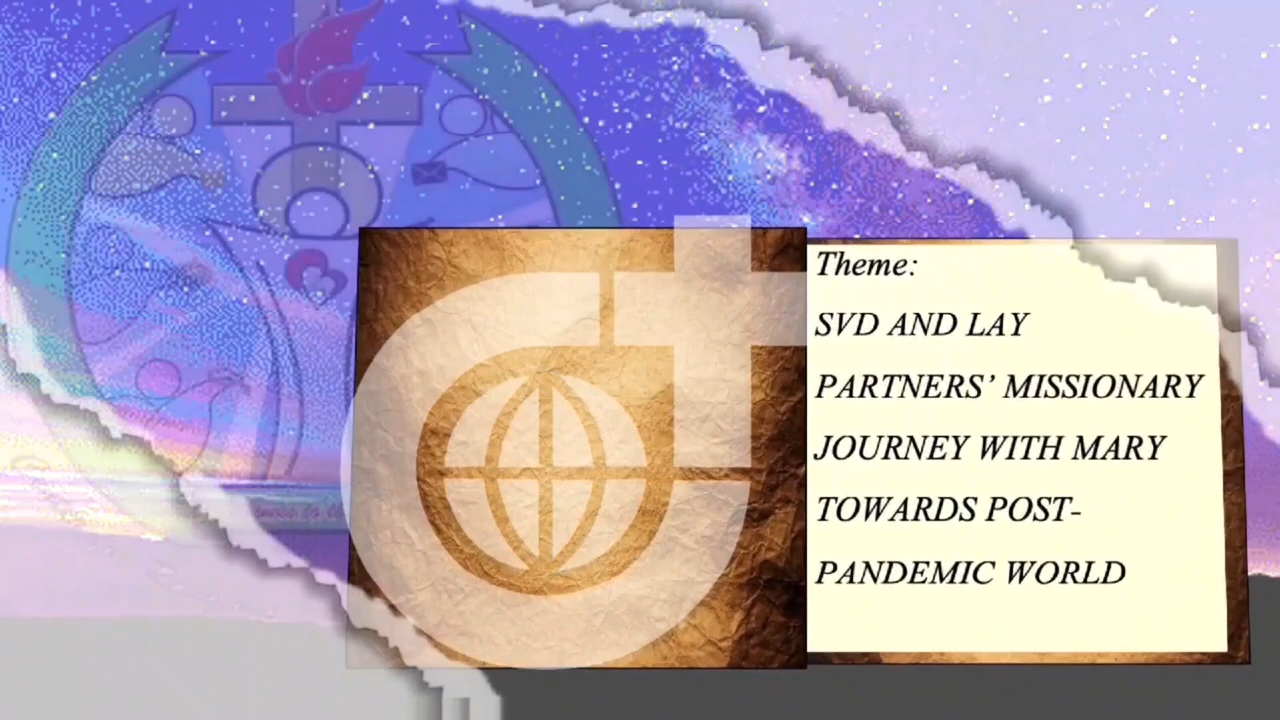 Theme:
SVD AND LAY
PARTNERS’ MISSIONARY
JOURNEY WITH MARY
TOWARDS POST-
PANDEMIC WORLD